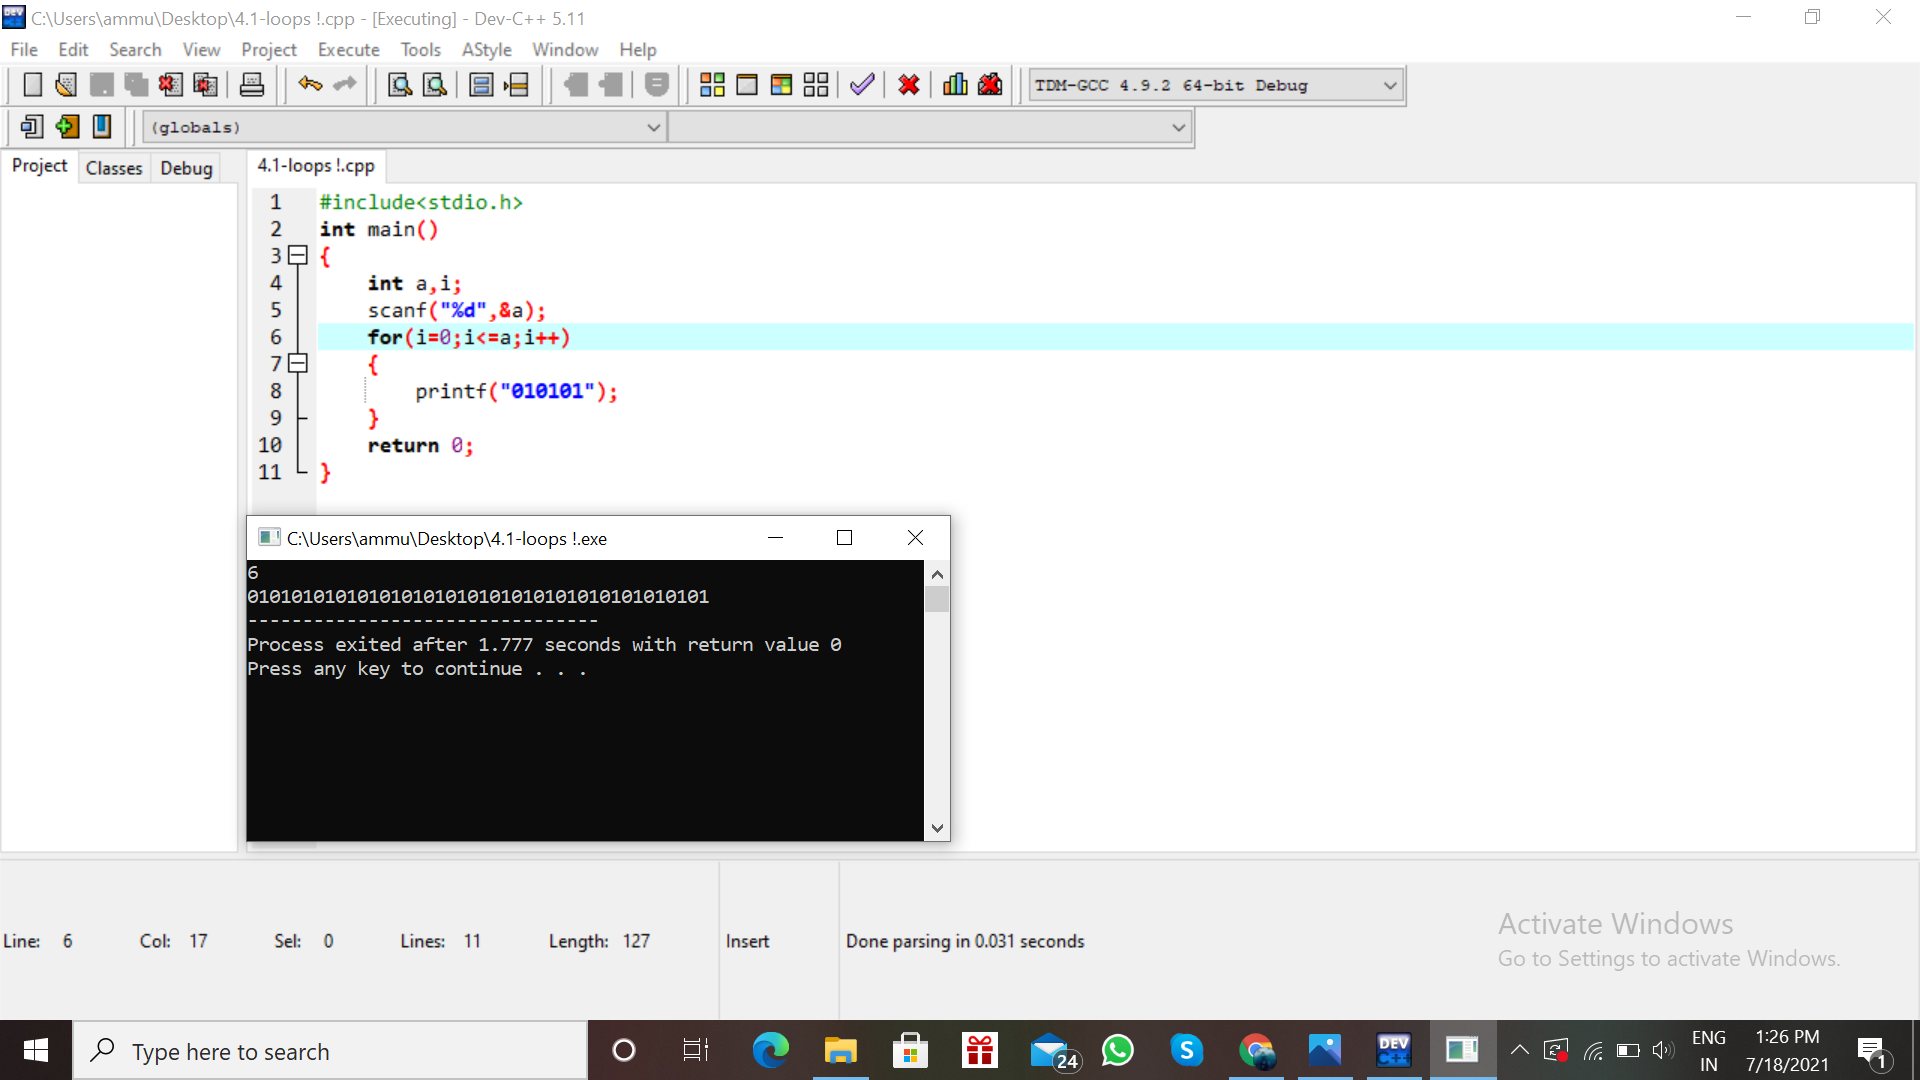 C:\Users\ammu\Desktop\4.1-loops !.cpp - [Executing] - Dev-C++ 5.11
File Edit Search View Project Execute Tools AStyle Window Help
TDM-GCC 4.9.2 64-bit Debug
(globals)
Project Classes Debug
4.1-loops !.cpp
1 #include<stdio.h>
2 int main()
3 {
4 int a,i;
5 scanf("%d",&a);
6 for(i=0;i<=a;i++)
7 {
8 printf("010101");
9 }
10 return 0;
11 }
C:\Users\ammu\Desktop\4.1-loops !.exe
6
010101010101010101010101010101010101010101
--------------------------------
Process exited after 1.777 seconds with return value 0
Press any key to continue . . .
Activate Windows
Go to Settings to activate Windows.
Line: 6 Col: 17 Sel: 0 Lines: 11 Length: 127 Insert Done parsing in 0.031 seconds
Type here to search
24
S
DEV
C++
ENG
IN
1:26 PM
7/18/2021
1